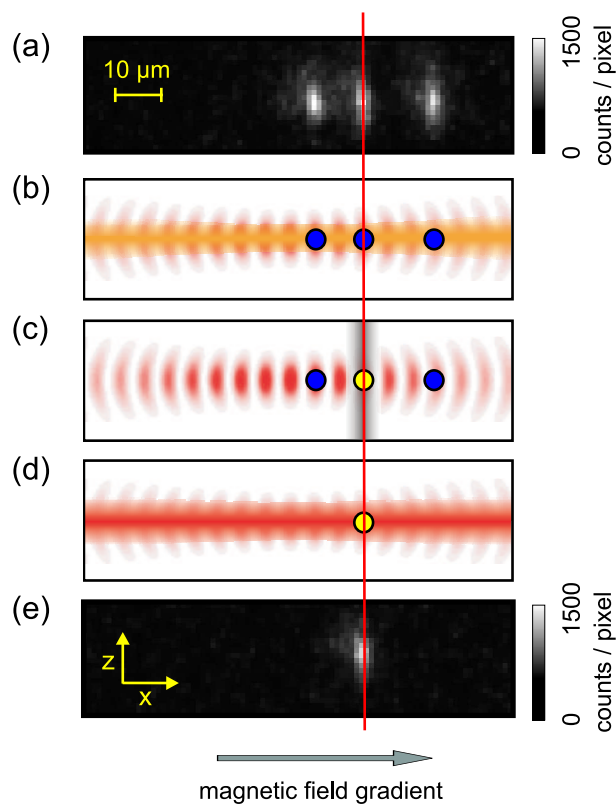 (a)
10 μm
1500
0
counts / pixel
(b)
(c)
(d)
(e)
z
x
1500
0
counts / pixel
magnetic field gradient